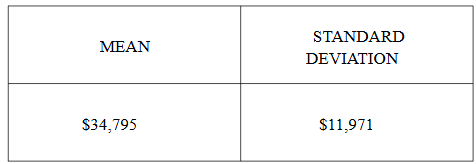 MEAN
STANDARD
DEVIATION
$34,795
$11,971